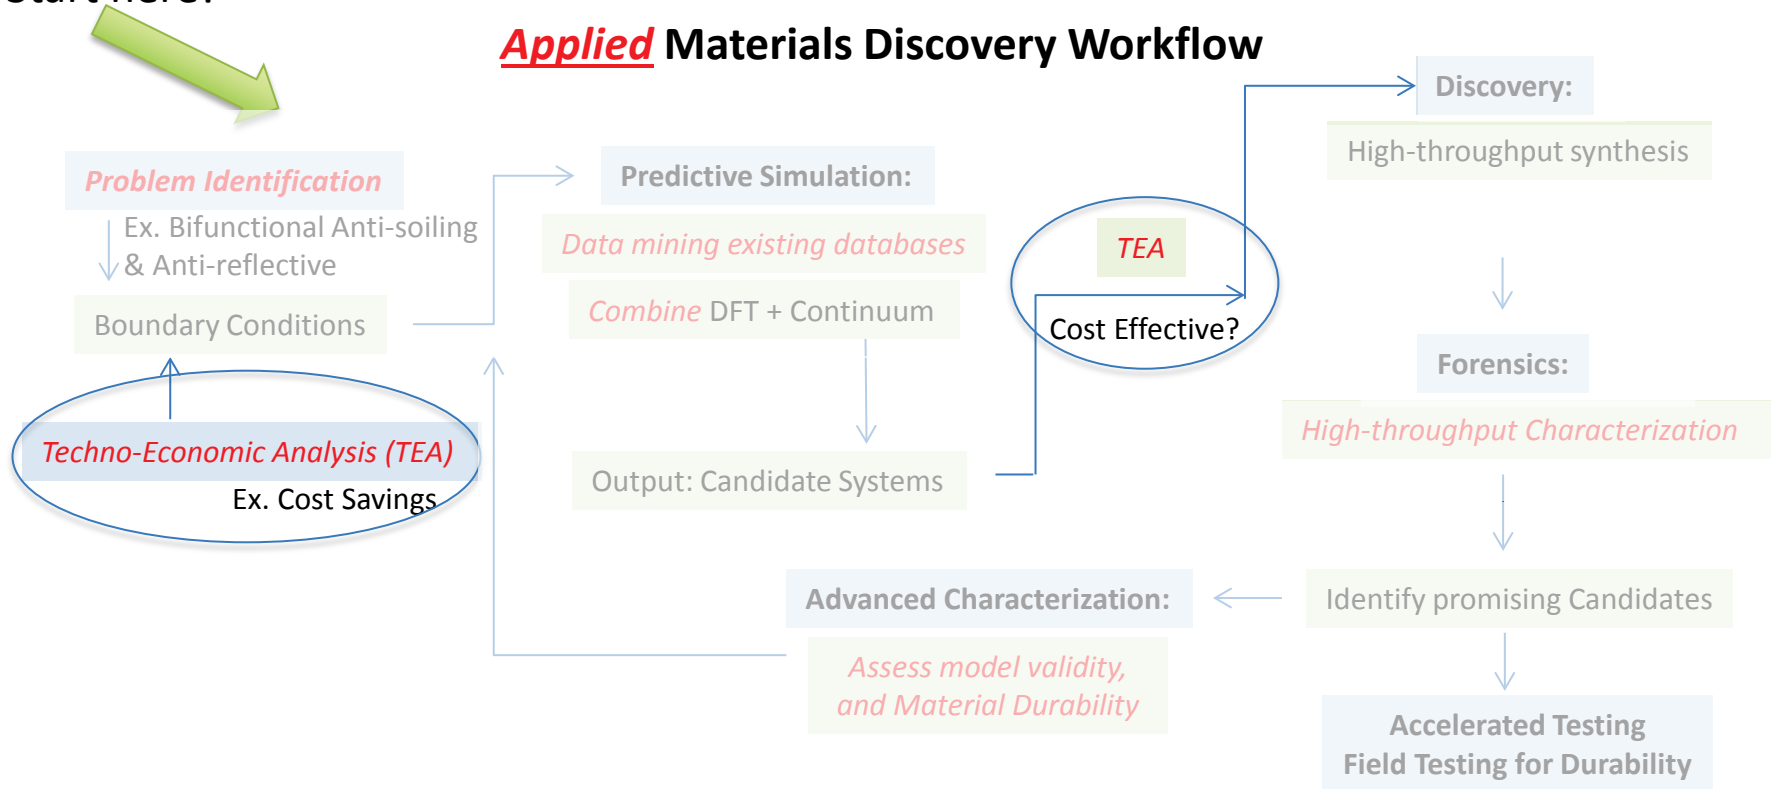 Start here!
Applied Materials Discovery Workflow
Problem Identification
Ex. Bifunctional Anti-soiling
& Anti-reflective
Boundary Conditions
Techno-Economic Analysis (TEA)
Ex. Cost Savings
Predictive Simulation:
Data mining existing databases
Combine DFT + Continuum
Output: Candidate Systems
TEA
Cost Effective?
Discovery:
High-throughput synthesis
Forensics:
High-throughput Characterization
Identify promising Candidates
Accelerated Testing
Field Testing for Durability
Advanced Characterization:
Assess model validity,
and Material Durability